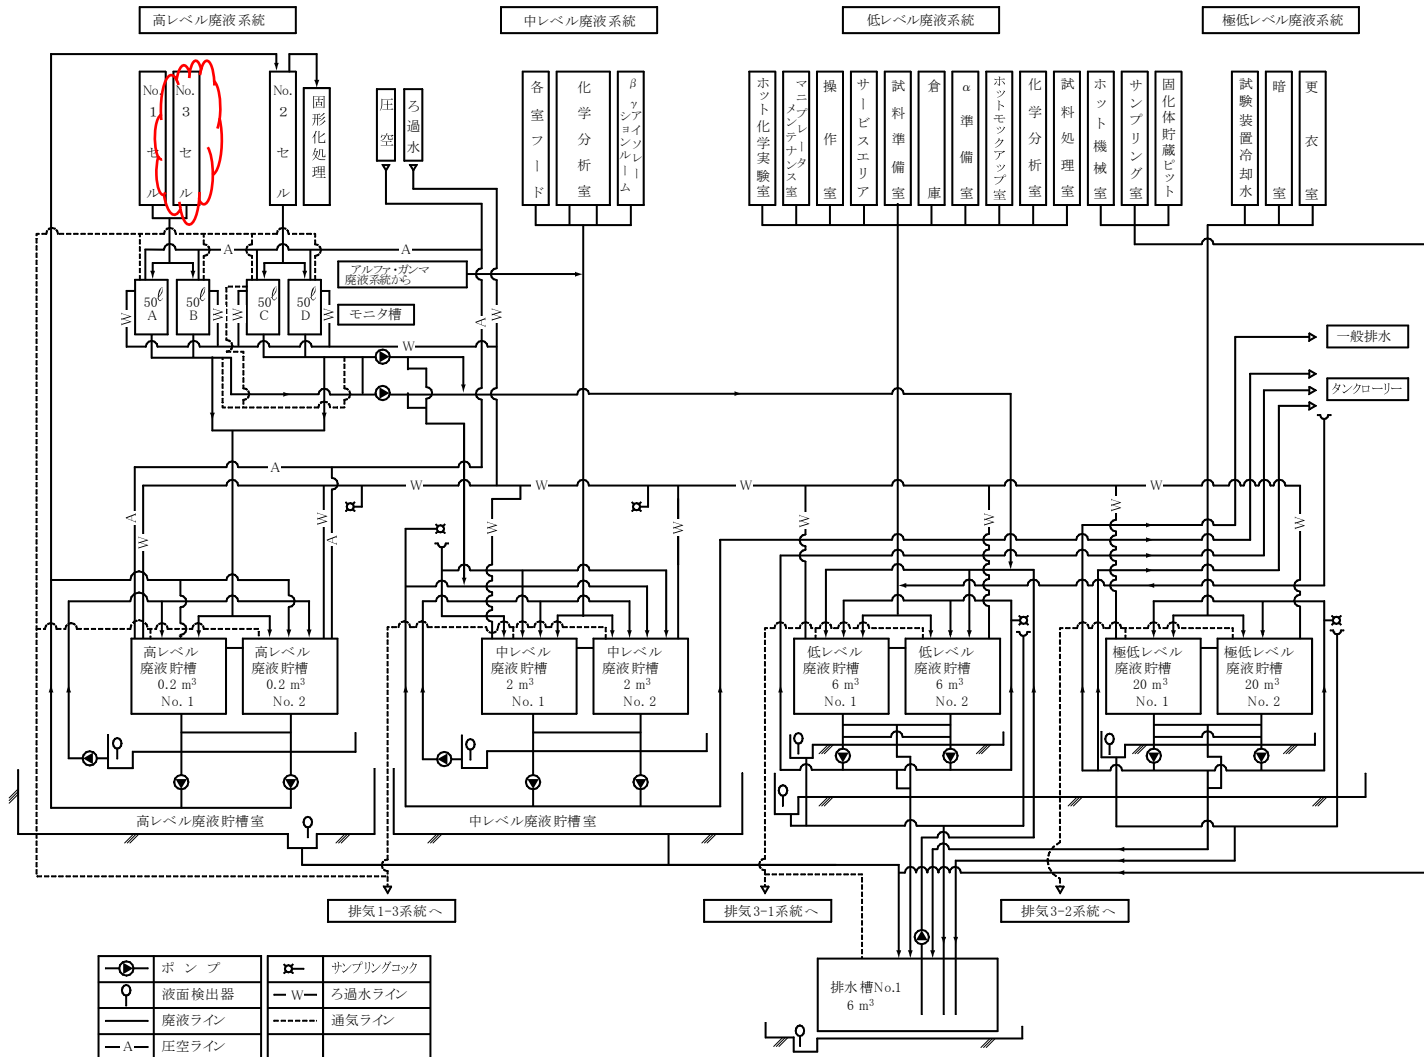 高レベル廃液系統
中レベル廃液系統
低レベル廃液系統
極低レベル廃液系統
No.1セル
No.3セル
No.2セル
固形化処理
圧空
ろ過水
各室フード
化学分析室
βγアイソレーションルーム
ホット化学実験室
マニプレータメンテナンス室
操作室
サービスエリア
試料準備室
倉庫
α準備室
ホットモックアップ室
化学分析室
試料処理室
ホット機械室
サンプリング室
固化体貯蔵ピット
試験装置冷却水
暗室
更衣室
A
A
アルファ・ガンマ
廃液系統から
50ℓ
A
50ℓ
B
50ℓ
C
50ℓ
D
モニタ槽
W
W
W
W
W
A
W
一般排水
タンクローリー
A
W
W
W
W
A
W
W
A
W
W
W
W
W
W
高レベル
廃液貯槽
0.2 m³
No. 1
高レベル
廃液貯槽
0.2 m³
No. 2
中レベル
廃液貯槽
2 m³
No. 1
中レベル
廃液貯槽
2 m³
No. 2
低レベル
廃液貯槽
6 m³
No. 1
低レベル
廃液貯槽
6 m³
No. 2
極低レベル
廃液貯槽
20 m³
No. 1
極低レベル
廃液貯槽
20 m³
No. 2
高レベル廃液貯槽室
中レベル廃液貯槽室
排気1-3系統へ
排気3-1系統へ
排気3-2系統へ
排水槽No.1
6 m³
ポンプ
サンプリングコック
液面検出器
W
ろ過水ライン
廃液ライン
通気ライン
A
圧空ライン